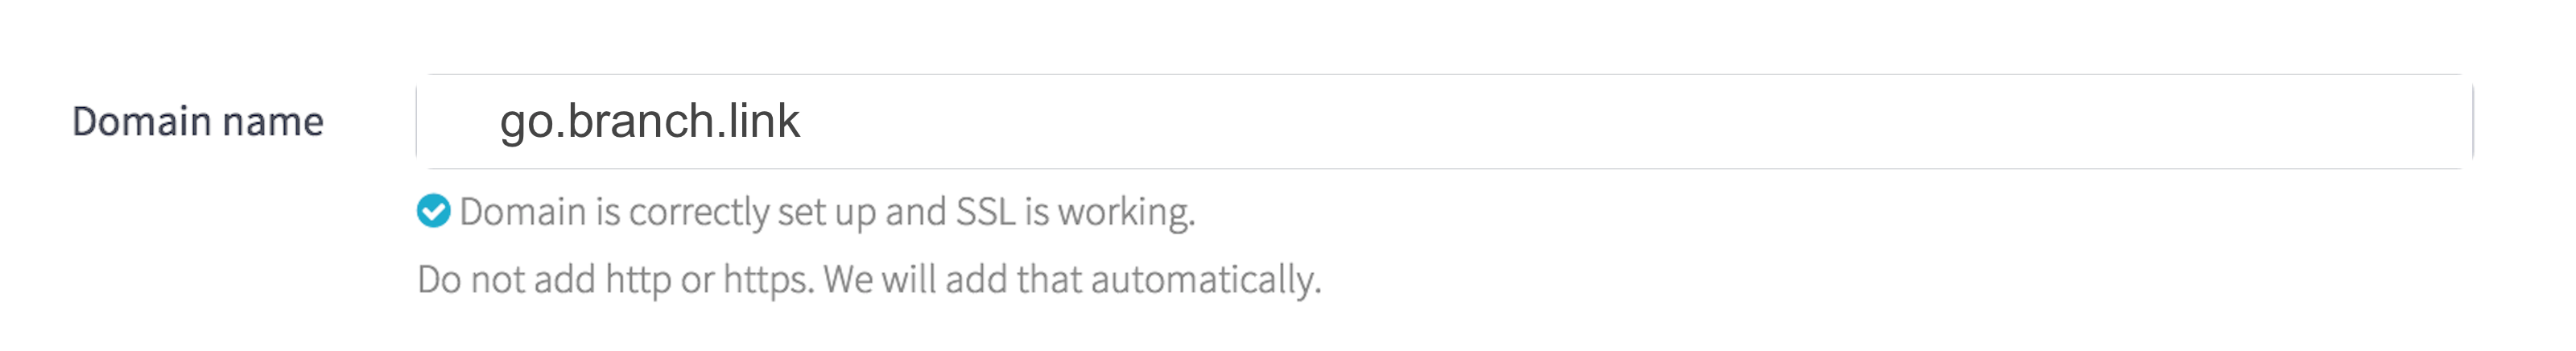 Domain name
go.branch.link
Domain is correctly set up and SSL is working.
Do not add http or https. We will add that automatically.